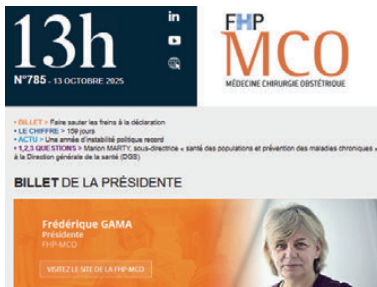 13h
in
N°785 - 13 OCTOBRE 2025
FHP
MCO
MÉDECINE CHIRURGIE OBSTÉTRIQUE
• BILLET > Faire sauter les freins à la déclaration
• LE CHIFFRE > 159 jours
• ACTU > Une année d'instabilité politique record
• 1,2,3 QUESTIONS > Manon MARTY, sous-directrice « santé des populations et prévention des maladies chroniques »
à la Direction générale de la santé (DGS)
BILLET DE LA PRÉSIDENTE
Frédérique GAMA
Présidente
FHP-MCO
VISITEZ LE SITE DE LA FHP-MCO